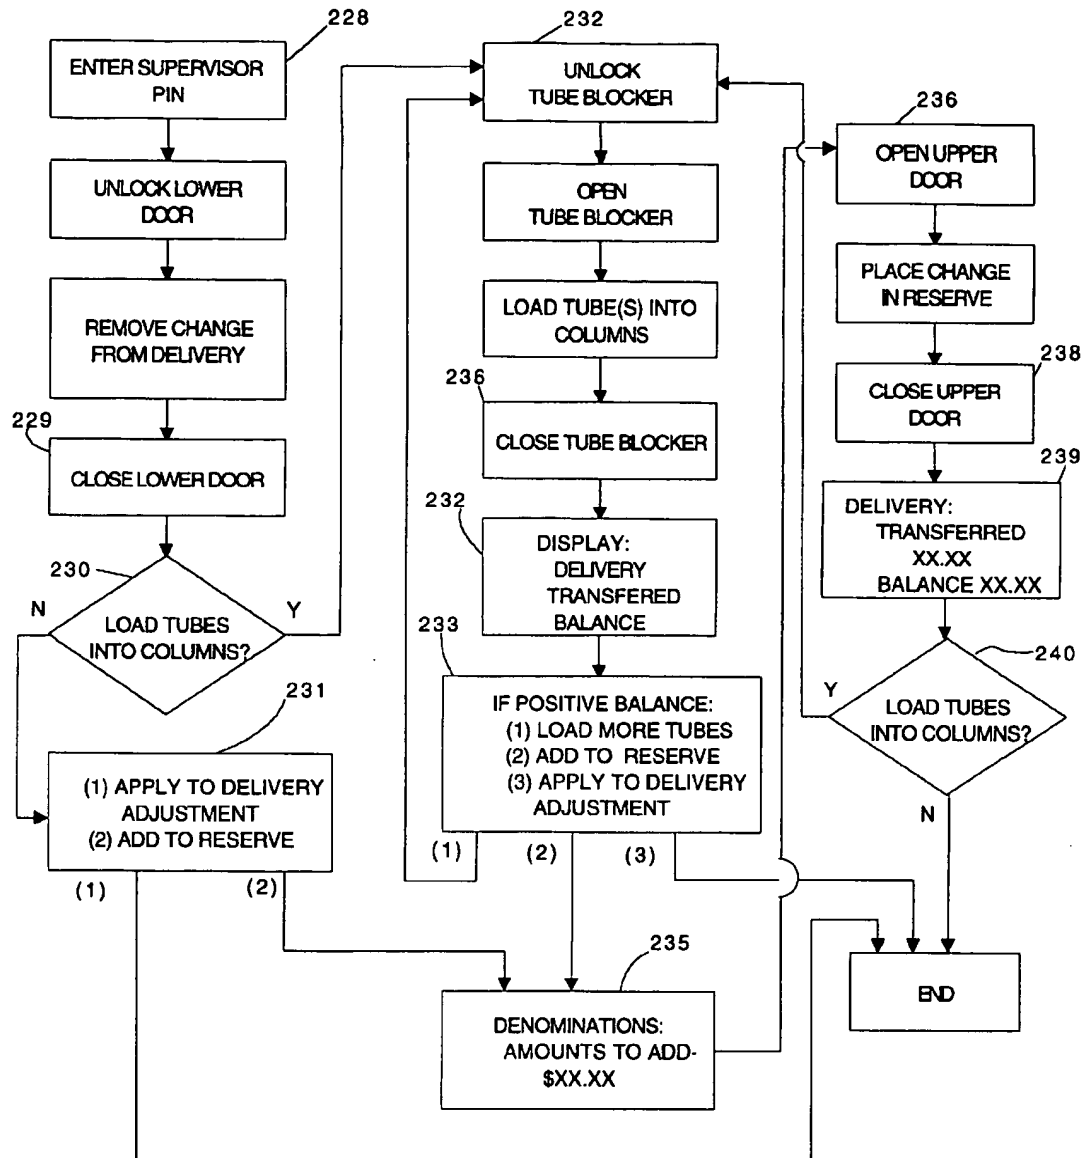 228
ENTER SUPERVISOR
PIN
UNLOCK LOWER
DOOR
REMOVE CHANGE
FROM DELIVERY
229
CLOSE LOWER DOOR
230
N
Y
LOAD TUBES
INTO COLUMNS?
231
(1) APPLY TO DELIVERY
ADJUSTMENT
(2) ADD TO RESERVE
(1)
(2)
232
UNLOCK
TUBE BLOCKER
OPEN
TUBE BLOCKER
LOAD TUBE(S) INTO
COLUMNS
236
CLOSE TUBE BLOCKER
232
DISPLAY:
DELIVERY
TRANSFERED
BALANCE
233
IF POSITIVE BALANCE:
(1) LOAD MORE TUBES
(2) ADD TO RESERVE
(3) APPLY TO DELIVERY
ADJUSTMENT
(1)
(2)
(3)
235
DENOMINATIONS:
AMOUNTS TO ADD-
$XX.XX
236
OPEN UPPER
DOOR
PLACE CHANGE
IN RESERVE
238
CLOSE UPPER
DOOR
239
DELIVERY:
TRANSFERRED
XX.XX
BALANCE XX.XX
240
Y
LOAD TUBES
INTO COLUMNS?
N
END